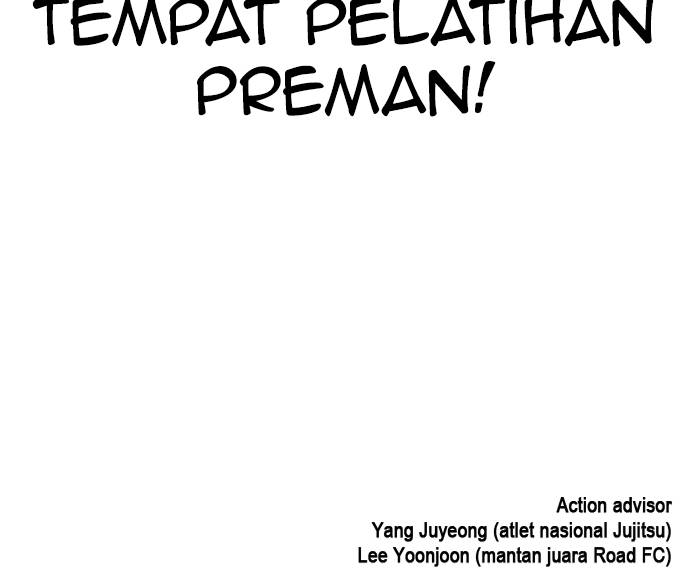 TEMPAT PELATIHAN
PREMAN!
Action advisor
Yang Juyeong (atlet nasional Jujitsu)
Lee Yoonjoon (mantan juara Road FC)